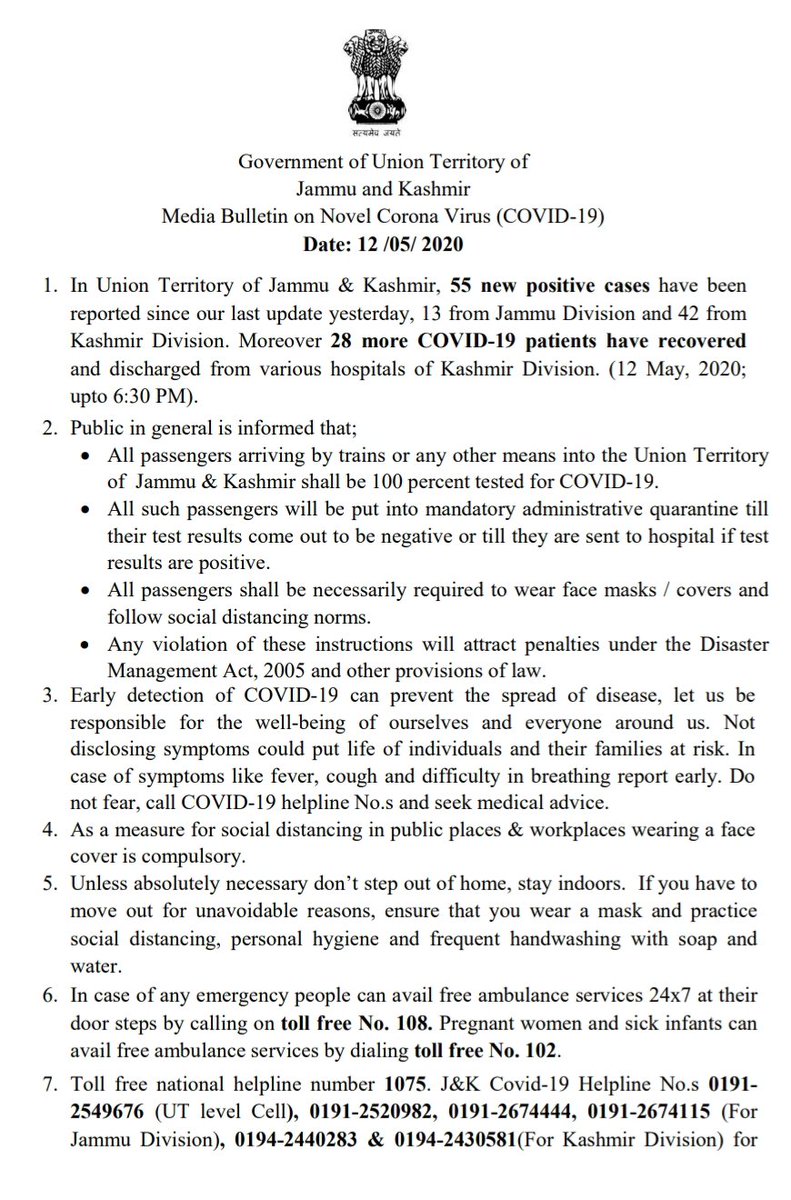 सत्यमेव जयते
Government of Union Territory of
Jammu and Kashmir
Media Bulletin on Novel Corona Virus (COVID-19)
Date: 12 /05/ 2020
1. In Union Territory of Jammu & Kashmir, 55 new positive cases have been
reported since our last update yesterday, 13 from Jammu Division and 42 from
Kashmir Division. Moreover 28 more COVID-19 patients have recovered
and discharged from various hospitals of Kashmir Division. (12 May, 2020;
upto 6:30 PM).
2. Public in general is informed that;
• All passengers arriving by trains or any other means into the Union Territory
of Jammu & Kashmir shall be 100 percent tested for COVID-19.
• All such passengers will be put into mandatory administrative quarantine till
their test results come out to be negative or till they are sent to hospital if test
results are positive.
• All passengers shall be necessarily required to wear face masks / covers and
follow social distancing norms.
• Any violation of these instructions will attract penalties under the Disaster
Management Act, 2005 and other provisions of law.
3. Early detection of COVID-19 can prevent the spread of disease, let us be
responsible for the well-being of ourselves and everyone around us. Not
disclosing symptoms could put life of individuals and their families at risk. In
case of symptoms like fever, cough and difficulty in breathing report early. Do
not fear, call COVID-19 helpline No.s and seek medical advice.
4. As a measure for social distancing in public places & workplaces wearing a face
cover is compulsory.
5. Unless absolutely necessary don’t step out of home, stay indoors. If you have to
move out for unavoidable reasons, ensure that you wear a mask and practice
social distancing, personal hygiene and frequent handwashing with soap and
water.
6. In case of any emergency people can avail free ambulance services 24x7 at their
door steps by calling on toll free No. 108. Pregnant women and sick infants can
avail free ambulance services by dialing toll free No. 102.
7. Toll free national helpline number 1075. J&K Covid-19 Helpline No.s 0191-
2549676 (UT level Cell), 0191-2520982, 0191-2674444, 0191-2674115 (For
Jammu Division), 0194-2440283 & 0194-2430581(For Kashmir Division) for